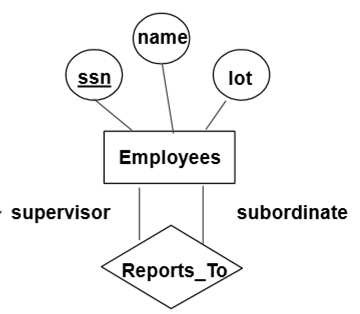 name
ssn
lot
Employees
supervisor
subordinate
Reports_To